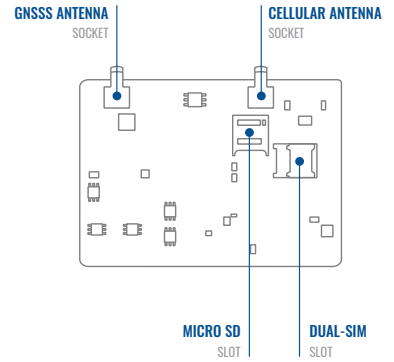 GNSSS ANTENNA
SOCKET
CELLULAR ANTENNA
SOCKET
MICRO SD
SLOT
DUAL-SIM
SLOT